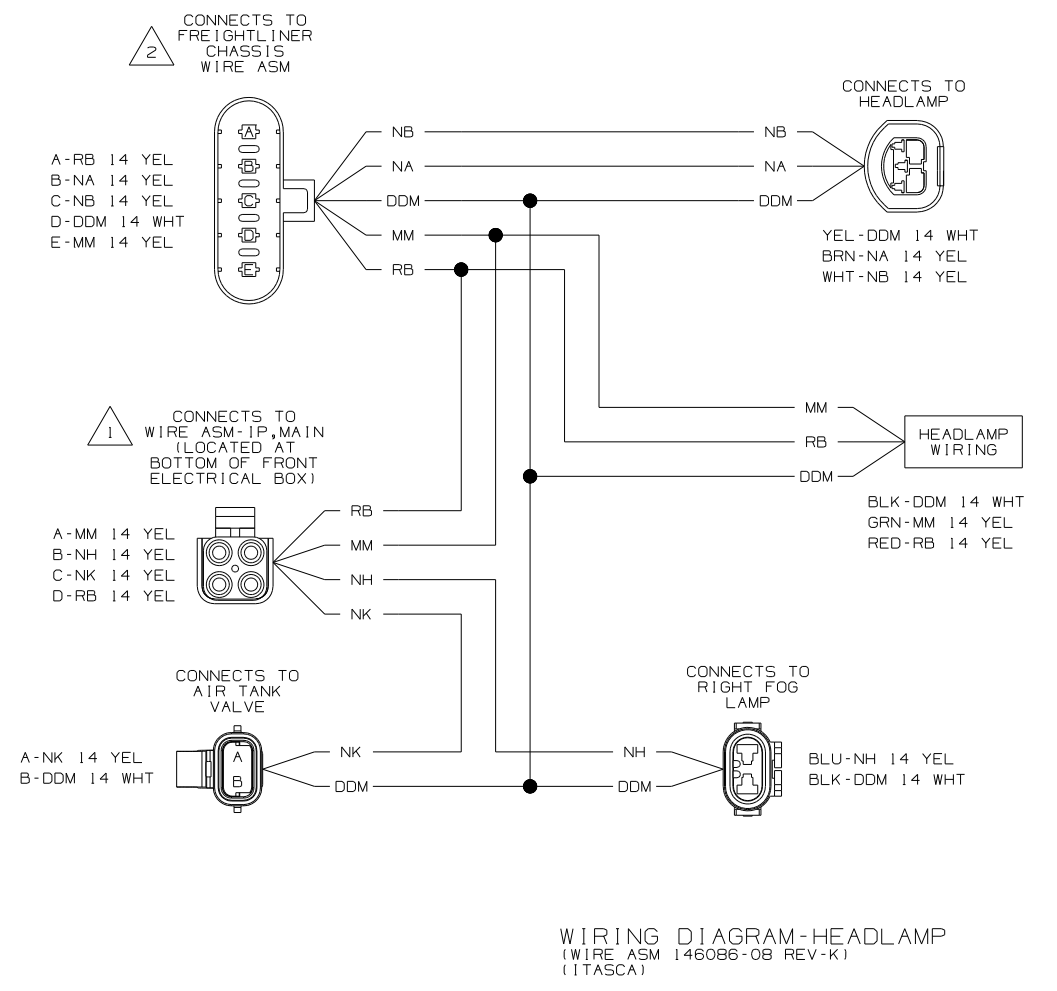 CONNECTS TO
FREIGHTLINER
CHASSIS
WIRE ASM
2
A-RB 14 YEL
B-NA 14 YEL
C-NB 14 YEL
D-DDM 14 WHT
E-MM 14 YEL
A
B
C
D
E
NB
NA
DDM
MM
RB
NB
NA
DDM
CONNECTS TO
HEADLAMP
YEL-DDM 14 WHT
BRN-NA 14 YEL
WHT-NB 14 YEL
MM
RB
DDM
HEADLAMP
WIRING
BLK-DDM 14 WHT
GRN-MM 14 YEL
RED-RB 14 YEL
1
CONNECTS TO
WIRE ASM-IP,MAIN
(LOCATED AT
BOTTOM OF FRONT
ELECTRICAL BOX)
A-MM 14 YEL
B-NH 14 YEL
C-NK 14 YEL
D-RB 14 YEL
RB
MM
NH
NK
CONNECTS TO
AIR TANK
VALVE
A-NK 14 YEL
B-DDM 14 WHT
A
B
NK
DDM
NH
DDM
CONNECTS TO
RIGHT FOG
LAMP
BLU-NH 14 YEL
BLK-DDM 14 WHT
WIRING DIAGRAM-HEADLAMP
(WIRE ASM 146086-08 REV-K)
(ITASCA)